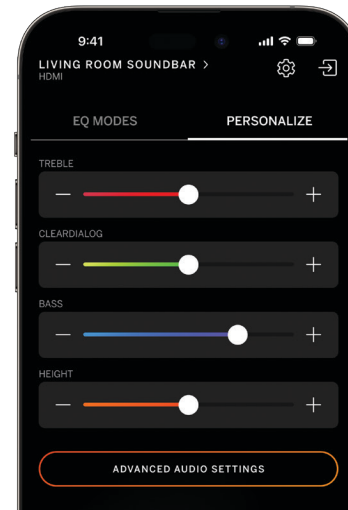 9:41
LIVING ROOM SOUNDBAR >
HDMI
EQ MODES
PERSONALIZE
TREBLE
CLEARDIALOG
BASS
HEIGHT
ADVANCED AUDIO SETTINGS